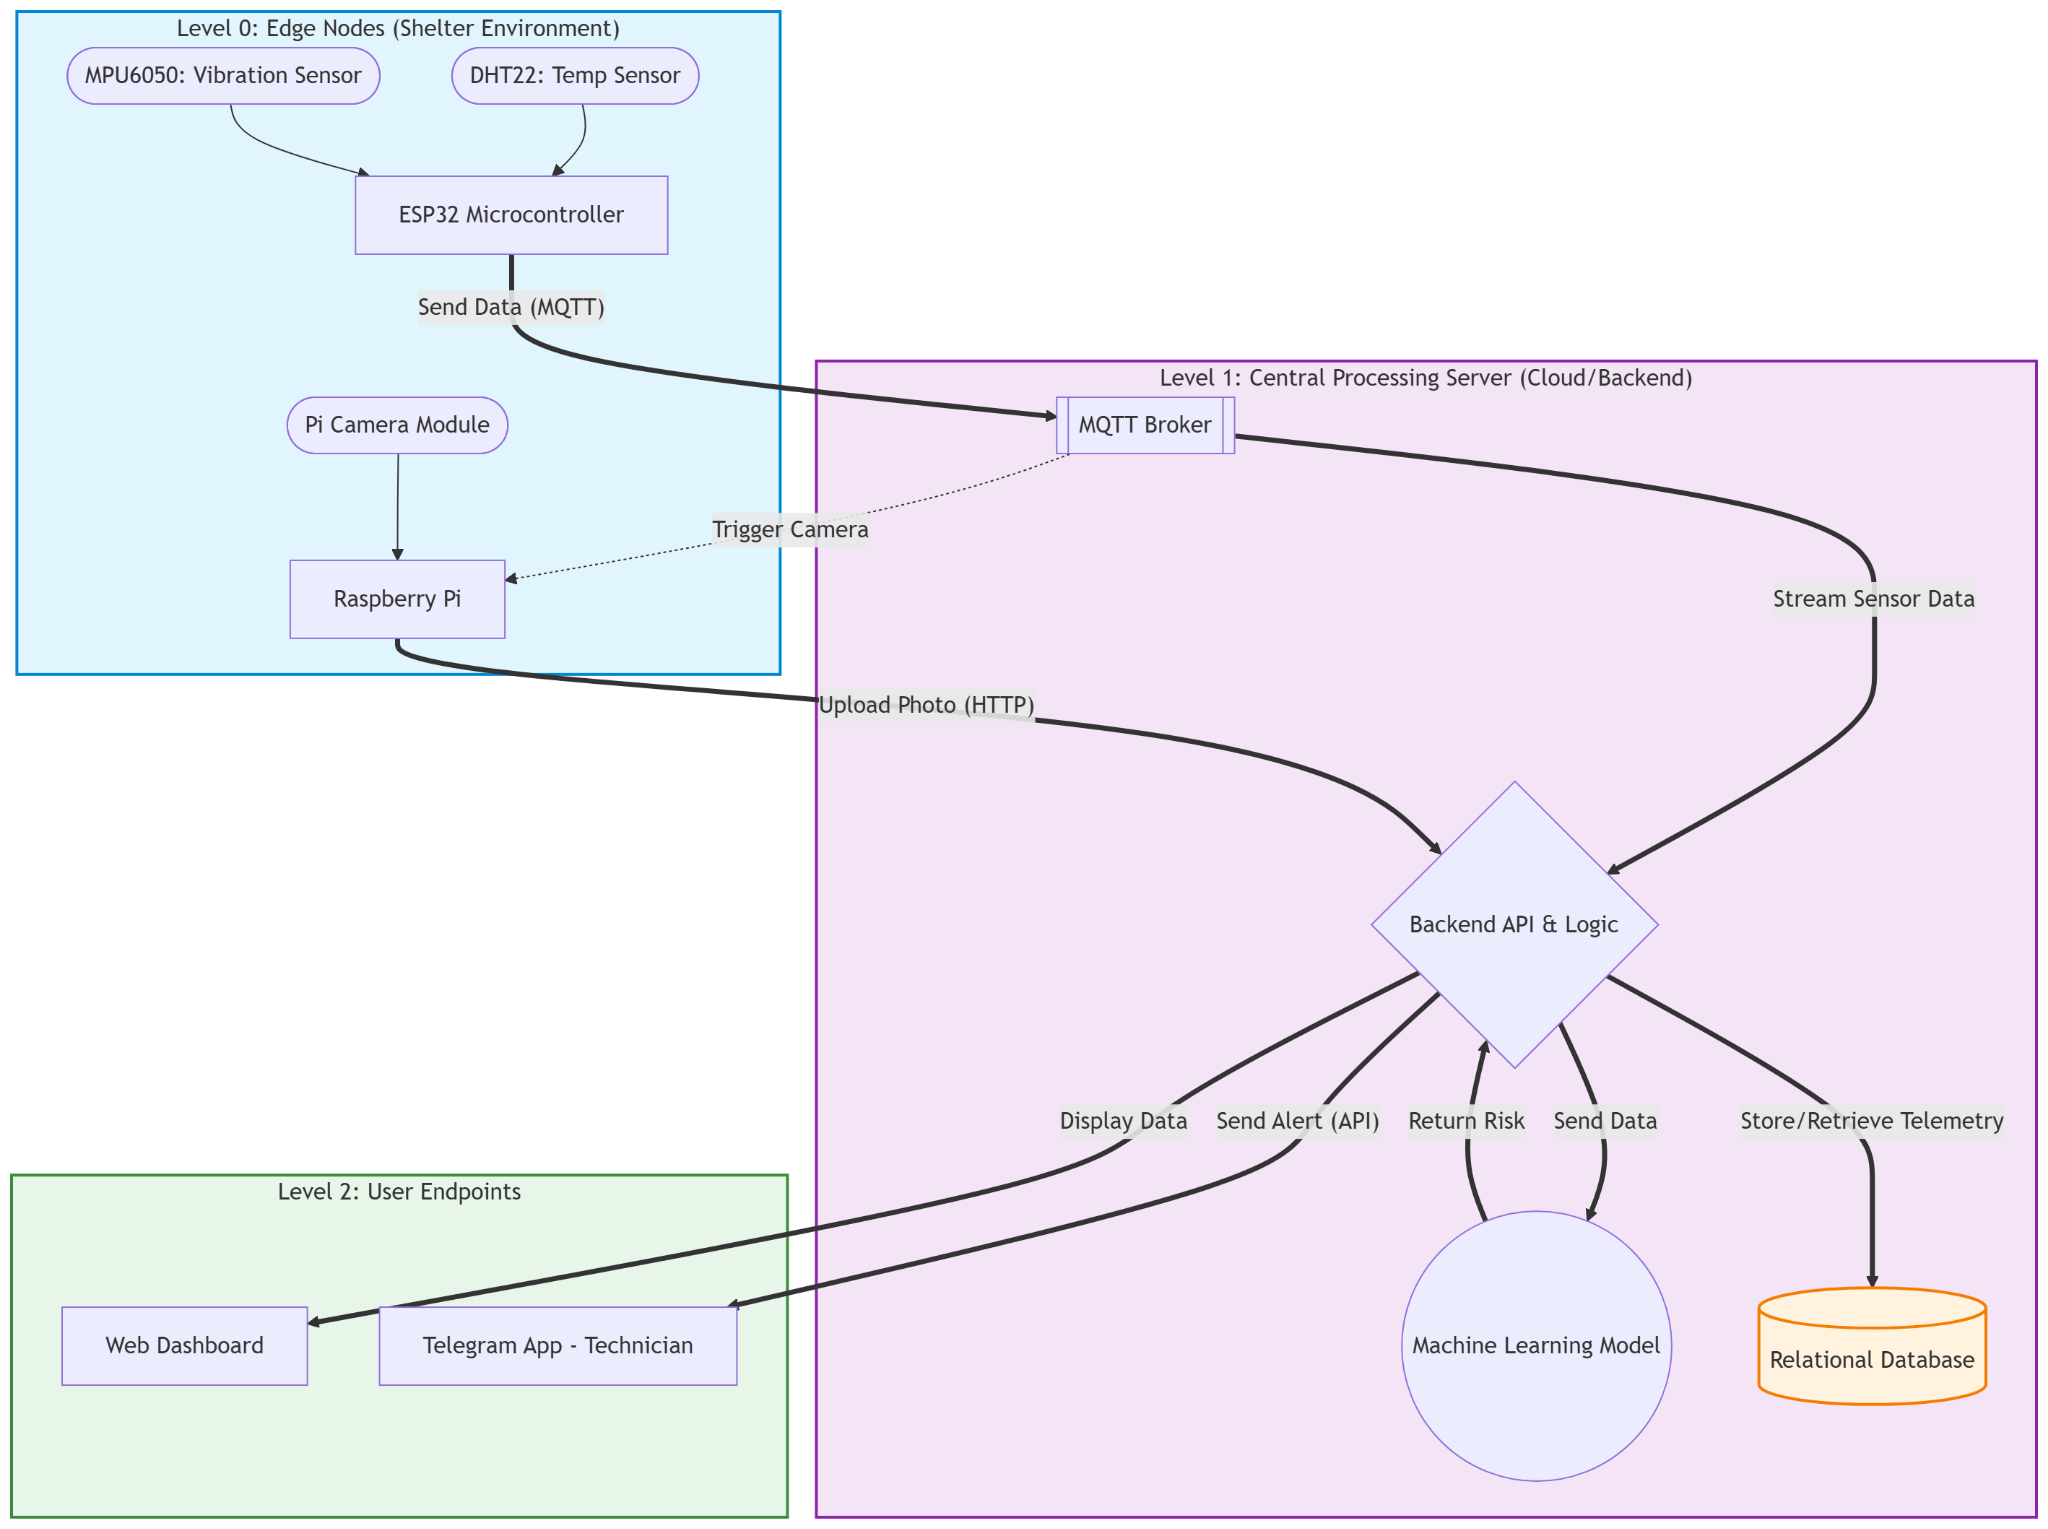 Level 0: Edge Nodes (Shelter Environment)
MPU6050: Vibration Sensor
DHT22: Temp Sensor
ESP32 Microcontroller
Send Data (MQTT)
Level 1: Central Processing Server (Cloud/Backend)
Pi Camera Module
MQTT Broker
Trigger Camera
Raspberry Pi
Stream Sensor Data
Upload Photo (HTTP)
Backend API & Logic
Display Data
Send Alert (API)
Return Risk
Send Data
Store/Retrieve Telemetry
Level 2: User Endpoints
Web Dashboard
Telegram App - Technician
Machine Learning Model
Relational Database